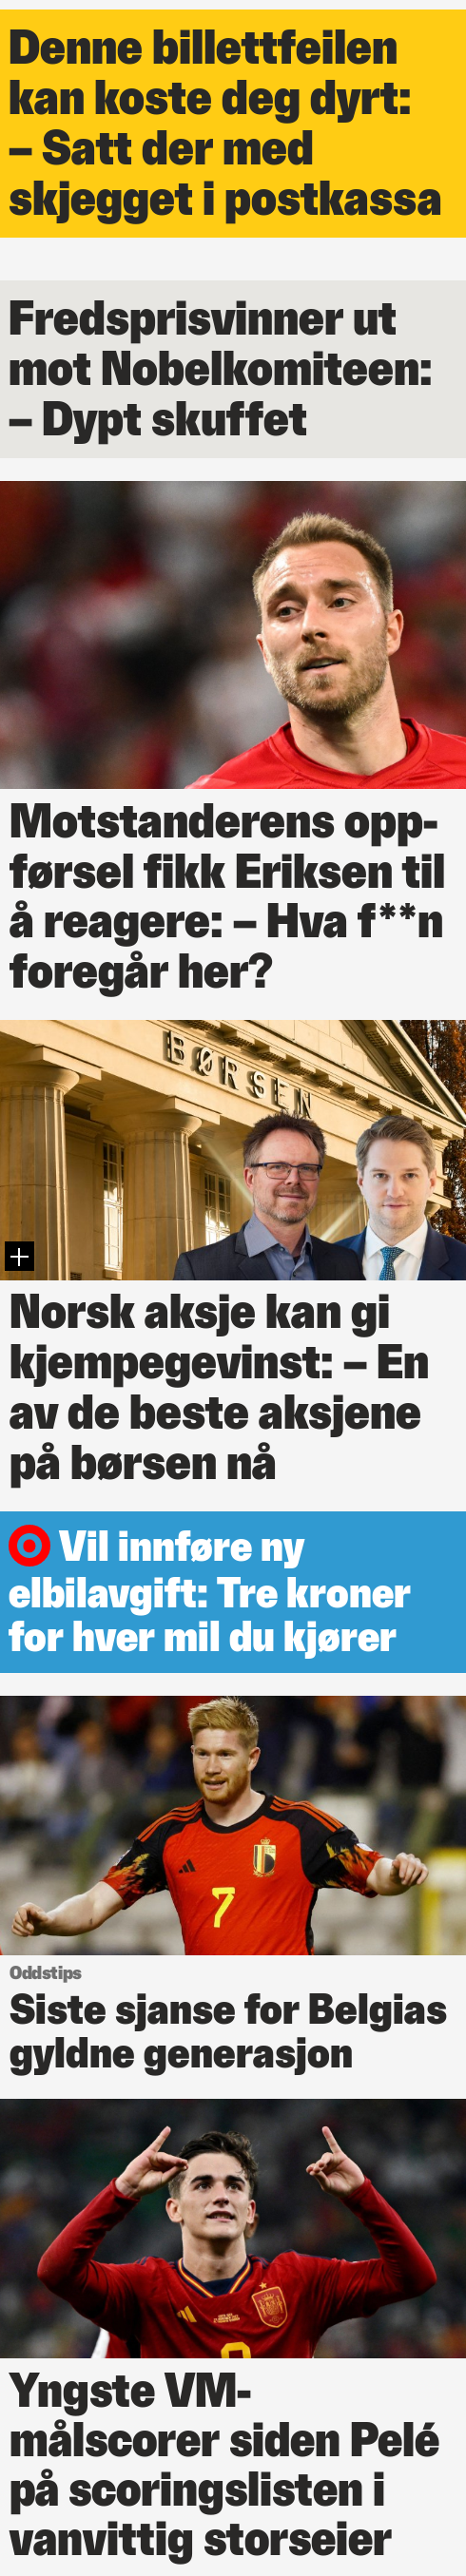 Denne billettfeilen
kan koste deg dyrt:
– Satt der med
skjegget i postkassa
Fredsprisvinner ut
mot Nobelkomiteen:
– Dypt skuffet
Motstanderens opp-
førsel fikk Eriksen til
å reagere: – Hva f**n
foregår her?
BØRSEN
Norsk aksje kan gi
kjempegevinst: – En
av de beste aksjene
på børsen nå
Vil innføre ny
elbilavgift: Tre kroner
for hver mil du kjører
7
Oddstips
Siste sjanse for Belgias
gyldne generasjon
Yngste VM-
målscorer siden Pelé
på scoringslisten i
vanvittig storseier